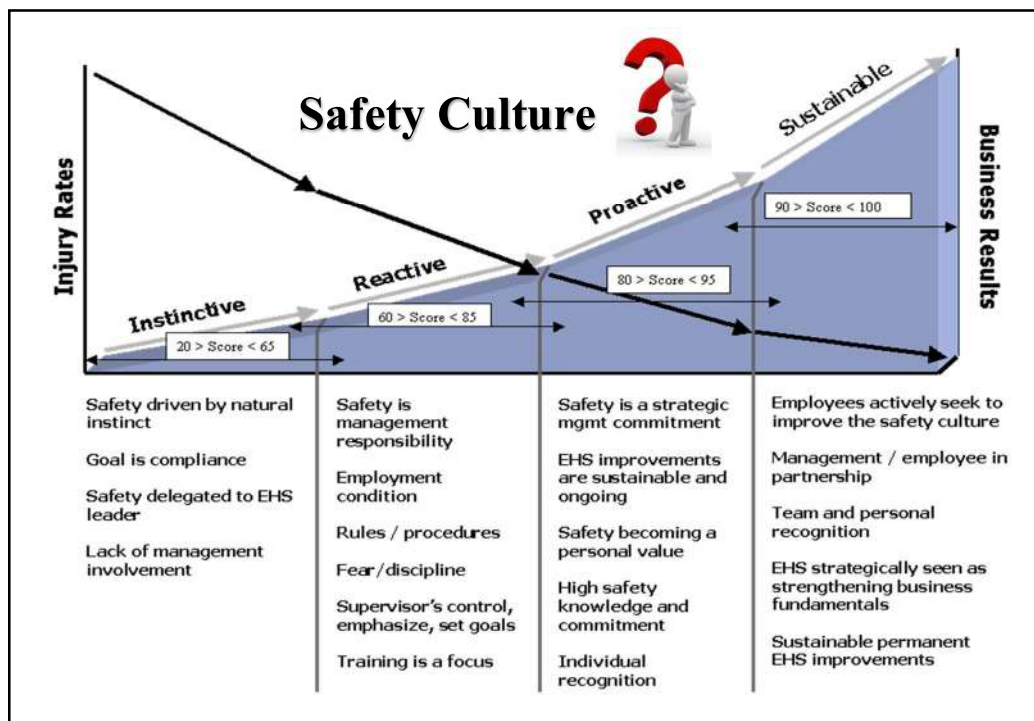 Safety Culture
Injury Rates
Business Results
Instinctive
Reactive
Proactive
Sustainable
20 > Score < 65
60 > Score < 85
80 > Score < 95
90 > Score < 100
Safety driven by natural
instinct
Goal is compliance
Safety delegated to EHS
leader
Lack of management
involvement
Safety is
management
responsibility
Employment
condition
Rules / procedures
Fear/discipline
Supervisor's control,
emphasize, set goals
Training is a focus
Safety is a strategic
mgmt commitment
EHS improvements
are sustainable and
ongoing
Safety becoming a
personal value
High safety
knowledge and
commitment
Individual
recognition
Employees actively seek to
improve the safety culture
Management / employee in
partnership
Team and personal
recognition
EHS strategically seen as
strengthening business
fundamentals
Sustainable permanent
EHS improvements